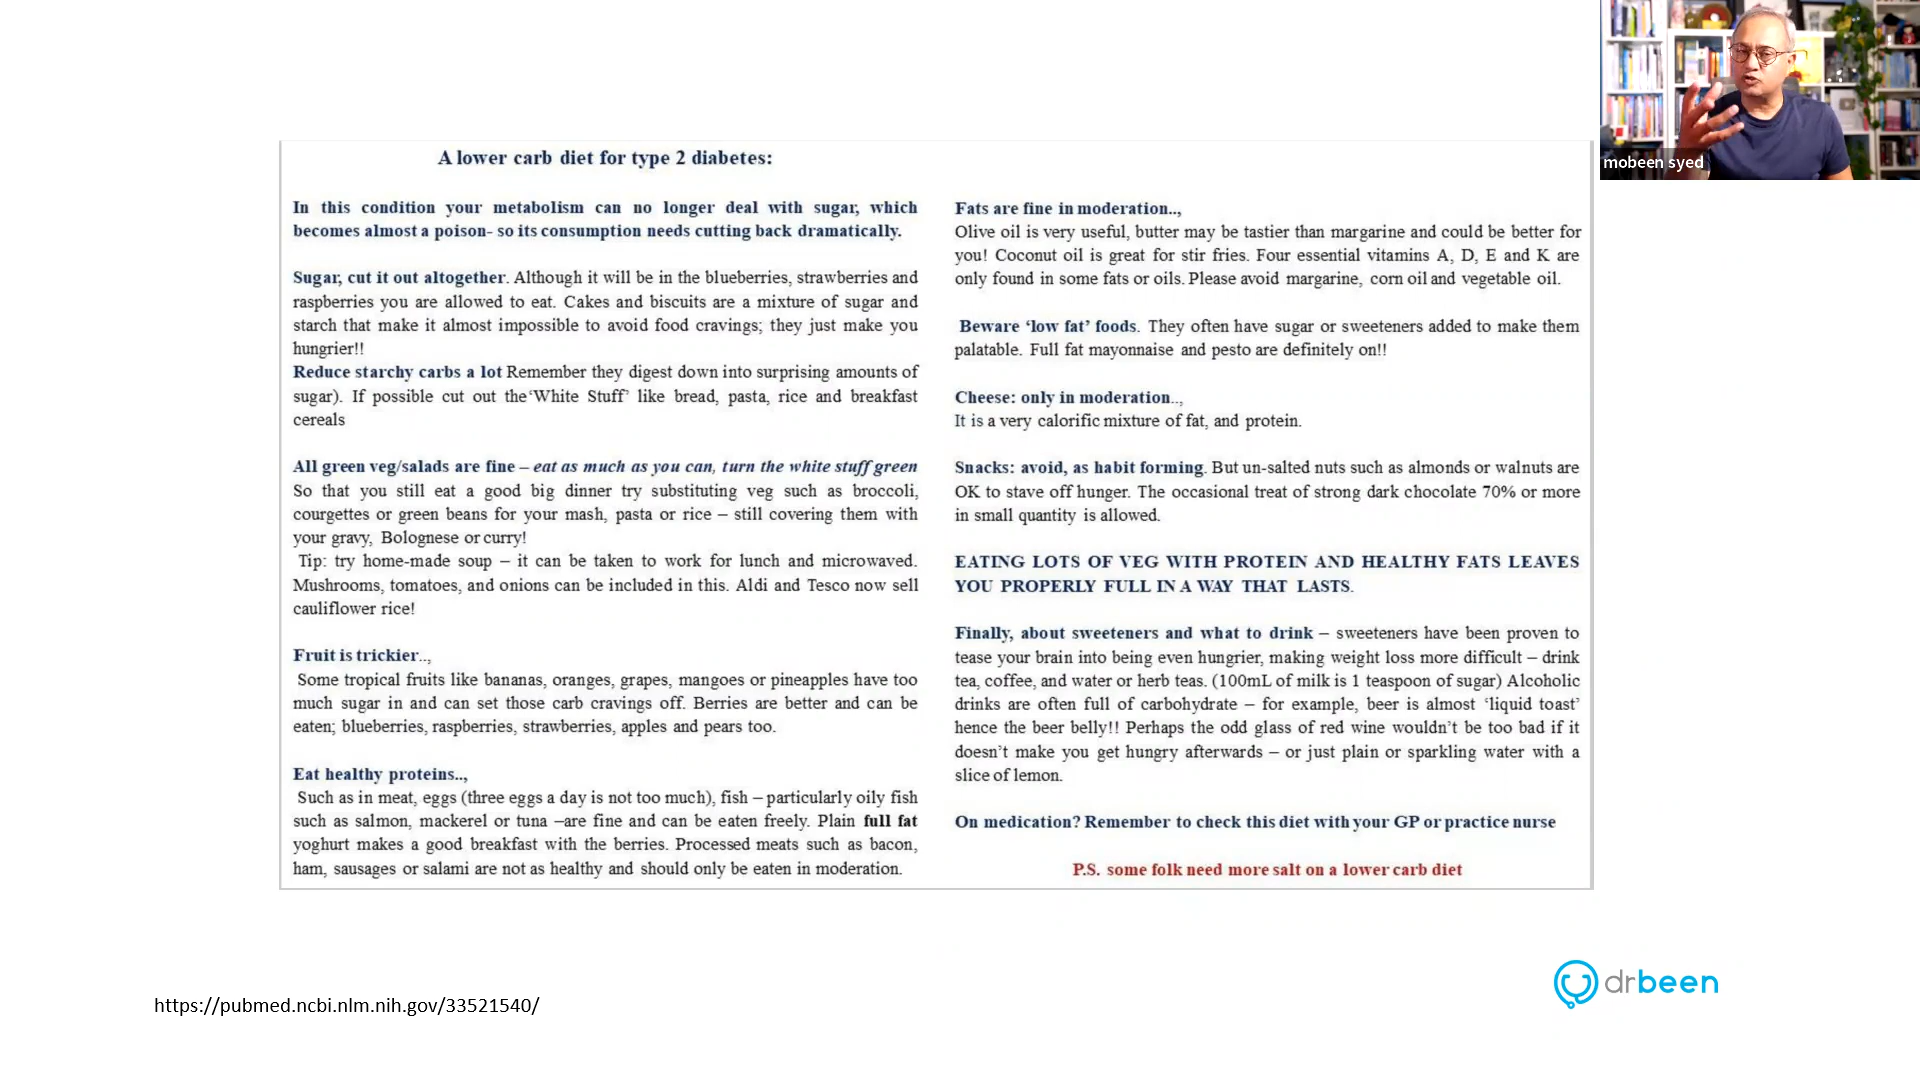 A lower carb diet for type 2 diabetes:
In this condition your metabolism can no longer deal with sugar, which
becomes almost a poison- so its consumption needs cutting back dramatically.
Sugar, cut it out altogether. Although it will be in the blueberries, strawberries and
raspberries you are allowed to eat. Cakes and biscuits are a mixture of sugar and
starch that make it almost impossible to avoid food cravings; they just make you
hungrier!!
Reduce starchy carbs a lot Remember they digest down into surprising amounts of
sugar). If possible cut out the‘White Stuff’ like bread, pasta, rice and breakfast
cereals
All green veg/salads are fine – eat as much as you can, turn the white stuff green
So that you still eat a good big dinner try substituting veg such as broccoli,
courgettes or green beans for your mash, pasta or rice – still covering them with
your gravy, Bolognese or curry!
Tip: try home-made soup – it can be taken to work for lunch and microwaved.
Mushrooms, tomatoes, and onions can be included in this. Aldi and Tesco now sell
cauliflower rice!
Fruit is trickier..,
Some tropical fruits like bananas, oranges, grapes, mangoes or pineapples have too
much sugar in and can set those carb cravings off. Berries are better and can be
eaten; blueberries, raspberries, strawberries, apples and pears too.
Eat healthy proteins..,
Such as in meat, eggs (three eggs a day is not too much), fish – particularly oily fish
such as salmon, mackerel or tuna –are fine and can be eaten freely. Plain full fat
yoghurt makes a good breakfast with the berries. Processed meats such as bacon,
ham, sausages or salami are not as healthy and should only be eaten in moderation.
Fats are fine in moderation..,
Olive oil is very useful, butter may be tastier than margarine and could be better for
you! Coconut oil is great for stir fries. Four essential vitamins A, D, E and K are
only found in some fats or oils. Please avoid margarine, corn oil and vegetable oil.
Beware ‘low fat’ foods. They often have sugar or sweeteners added to make them
palatable. Full fat mayonnaise and pesto are definitely on!!
Cheese: only in moderation..,
It is a very calorific mixture of fat, and protein.
Snacks: avoid, as habit forming. But un-salted nuts such as almonds or walnuts are
OK to stave off hunger. The occasional treat of strong dark chocolate 70% or more
in small quantity is allowed.
EATING LOTS OF VEG WITH PROTEIN AND HEALTHY FATS LEAVES
YOU PROPERLY FULL IN A WAY THAT LASTS.
Finally, about sweeteners and what to drink – sweeteners have been proven to
tease your brain into being even hungrier, making weight loss more difficult – drink
tea, coffee, and water or herb teas. (100mL of milk is 1 teaspoon of sugar) Alcoholic
drinks are often full of carbohydrate – for example, beer is almost ‘liquid toast’
hence the beer belly!! Perhaps the odd glass of red wine wouldn’t be too bad if it
doesn’t make you get hungry afterwards – or just plain or sparkling water with a
slice of lemon.
On medication? Remember to check this diet with your GP or practice nurse
P.S. some folk need more salt on a lower carb diet
mobeen syed
drbeen
https://pubmed.ncbi.nlm.nih.gov/33521540/